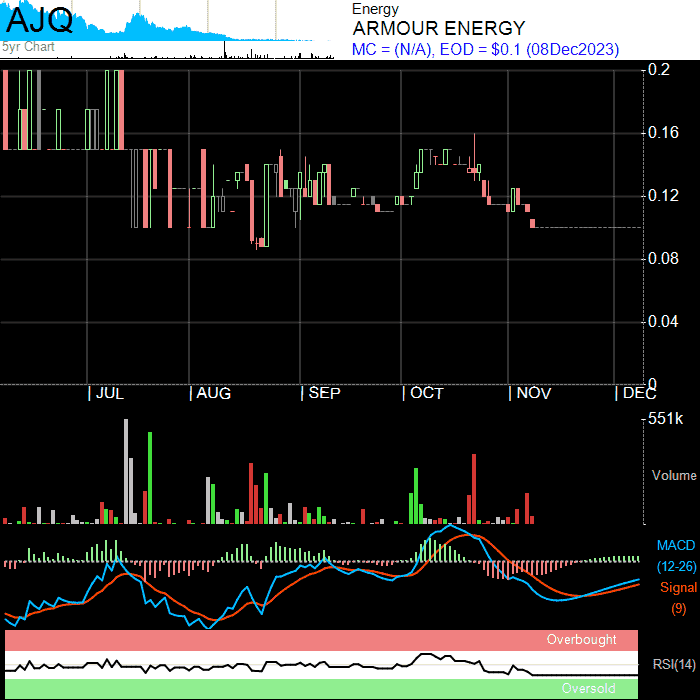 AJQ
5yr Chart
Energy
ARMOUR ENERGY
MC = (N/A), EOD = $0.1 (08Dec2023)
0.2
0.16
0.12
0.08
0.04
0
JUL AUG SEP OCT NOV DEC
551k
Volume
MACD
(12-26)
Signal
(9)
Overbought
RSI(14)
Oversold